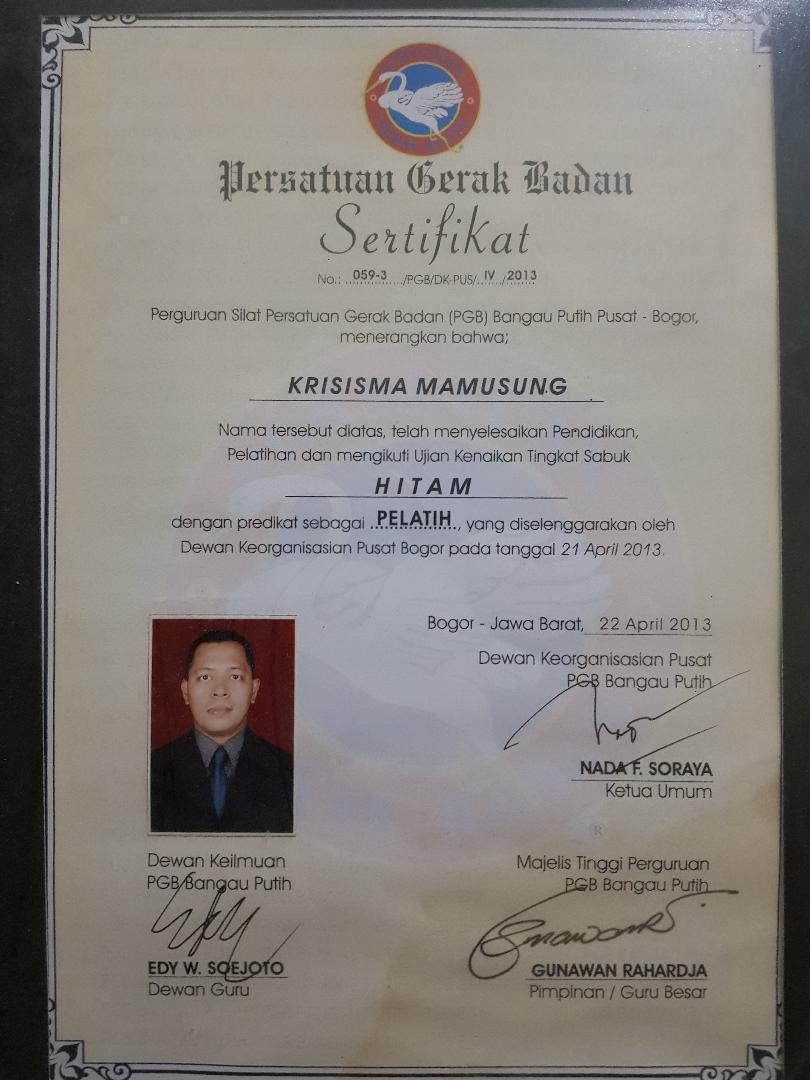 Persatuan Gerak Badan
Sertifikat
No.: ..059-3..../PGB/DK-PUS/..IV../2013
Perguruan Silat Persatuan Gerak Badan (PGB) Bangau Putih Pusat - Bogor,
menerangkan bahwa;
KRISISMA MAMUSUNG
Nama tersebut diatas, telah menyelesaikan Pendidikan,
Pelatihan dan mengikuti Ujian Kenaikan Tingkat Sabuk
HITAM
dengan predikat sebagai ..PELATIH.., yang diselenggarakan oleh
Dewan Keorganisasian Pusat Bogor pada tanggal 21 April 2013.
Bogor - Jawa Barat, 22 April 2013
Dewan Keorganisasian Pusat
PGB Bangau Putih
NADA F. SORAYA
Ketua Umum
®
Dewan Keilmuan
PGB Bangau Putih
EDY W. SOEJOTO
Dewan Guru
Majelis Tinggi Perguruan
PGB Bangau Putih
GUNAWAN RAHARDJA
Pimpinan / Guru Besar